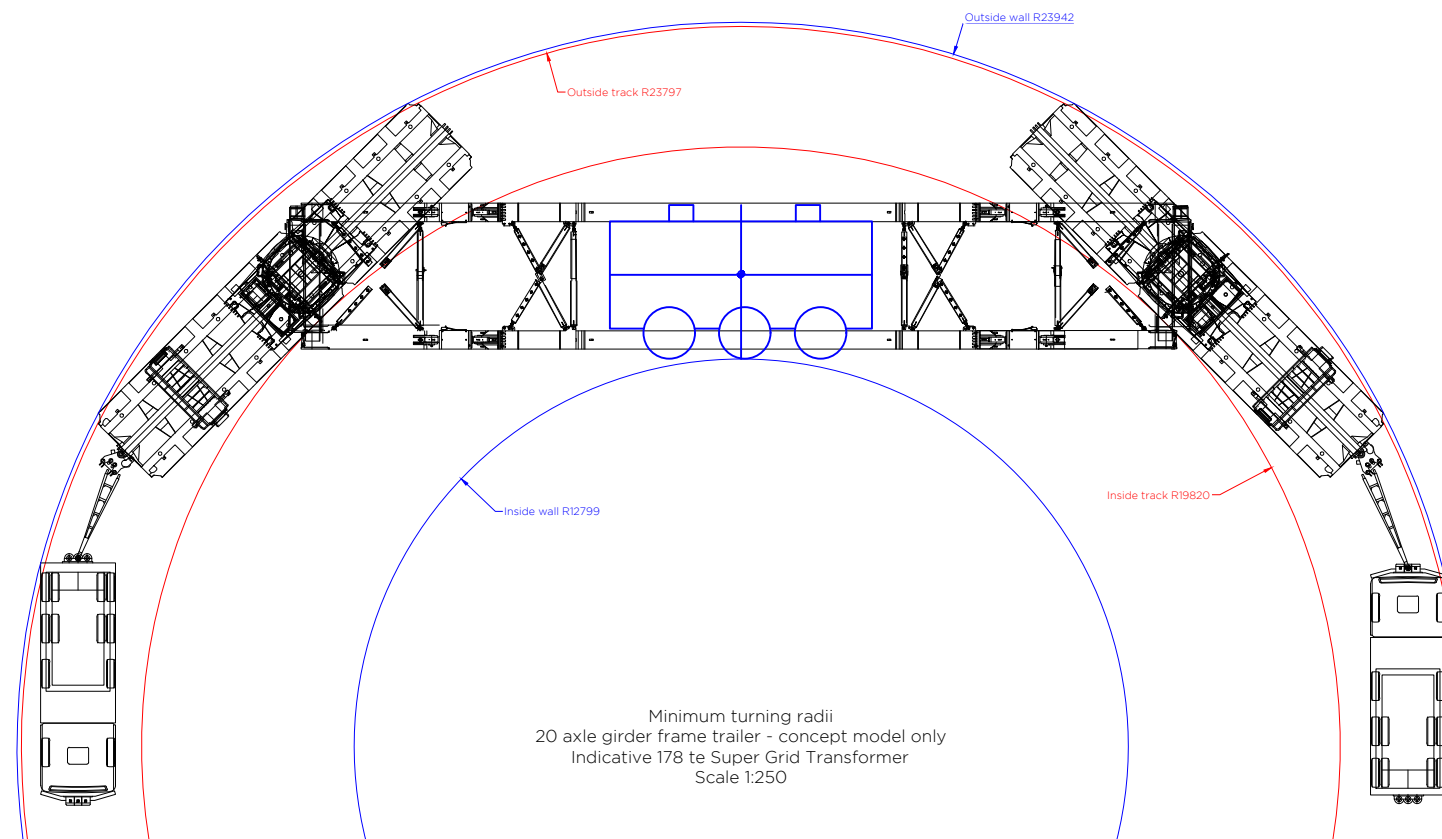 Outside wall R23942
Outside track R23797
Inside track R19820
Inside wall R12799
Minimum turning radii
20 axle girder frame trailer - concept model only
Indicative 178 te Super Grid Transformer
Scale 1:250